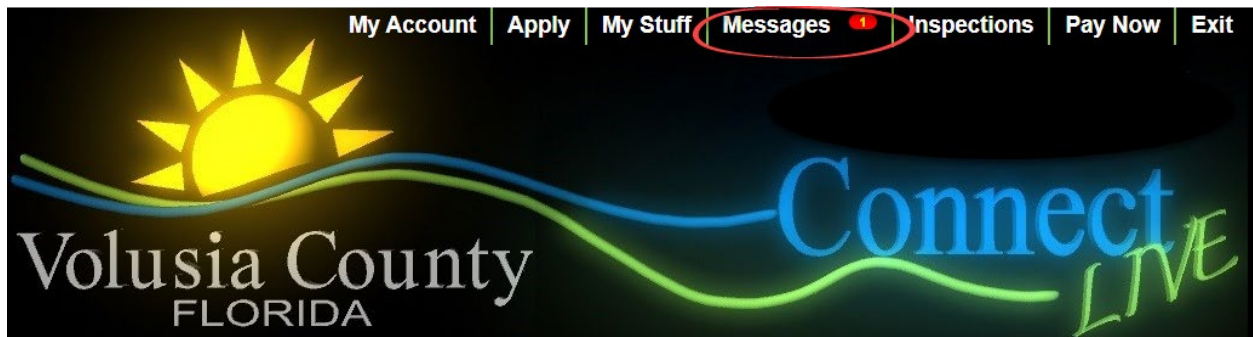 My Account Apply My Stuff Messages 1 Inspections Pay Now Exit
Connect
LIVE
Volusia County
FLORIDA